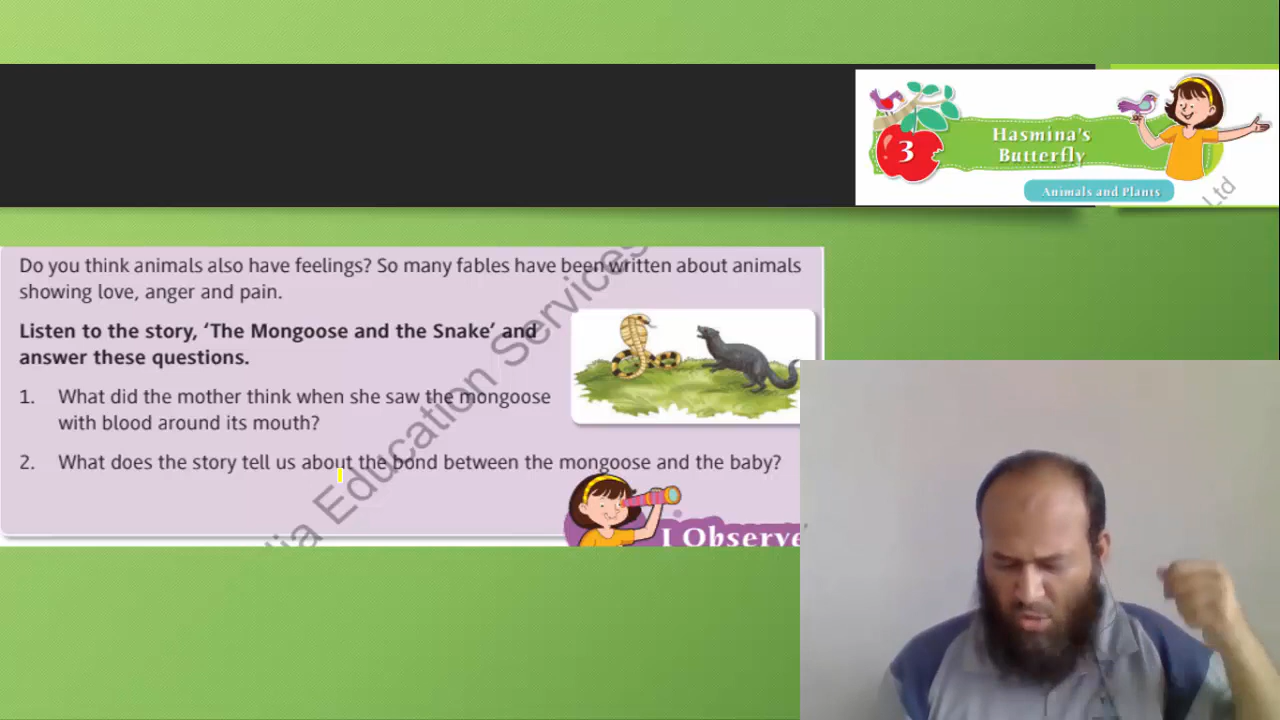 3
Hasmina's
Butterfly
Animals and Plants
Do you think animals also have feelings? So many fables have been written about animals
showing love, anger and pain.
Listen to the story, ‘The Mongoose and the Snake’ and
answer these questions.
1. What did the mother think when she saw the mongoose
with blood around its mouth?
2. What does the story tell us about the bond between the mongoose and the baby?
I Observe
Education Services
Ltd